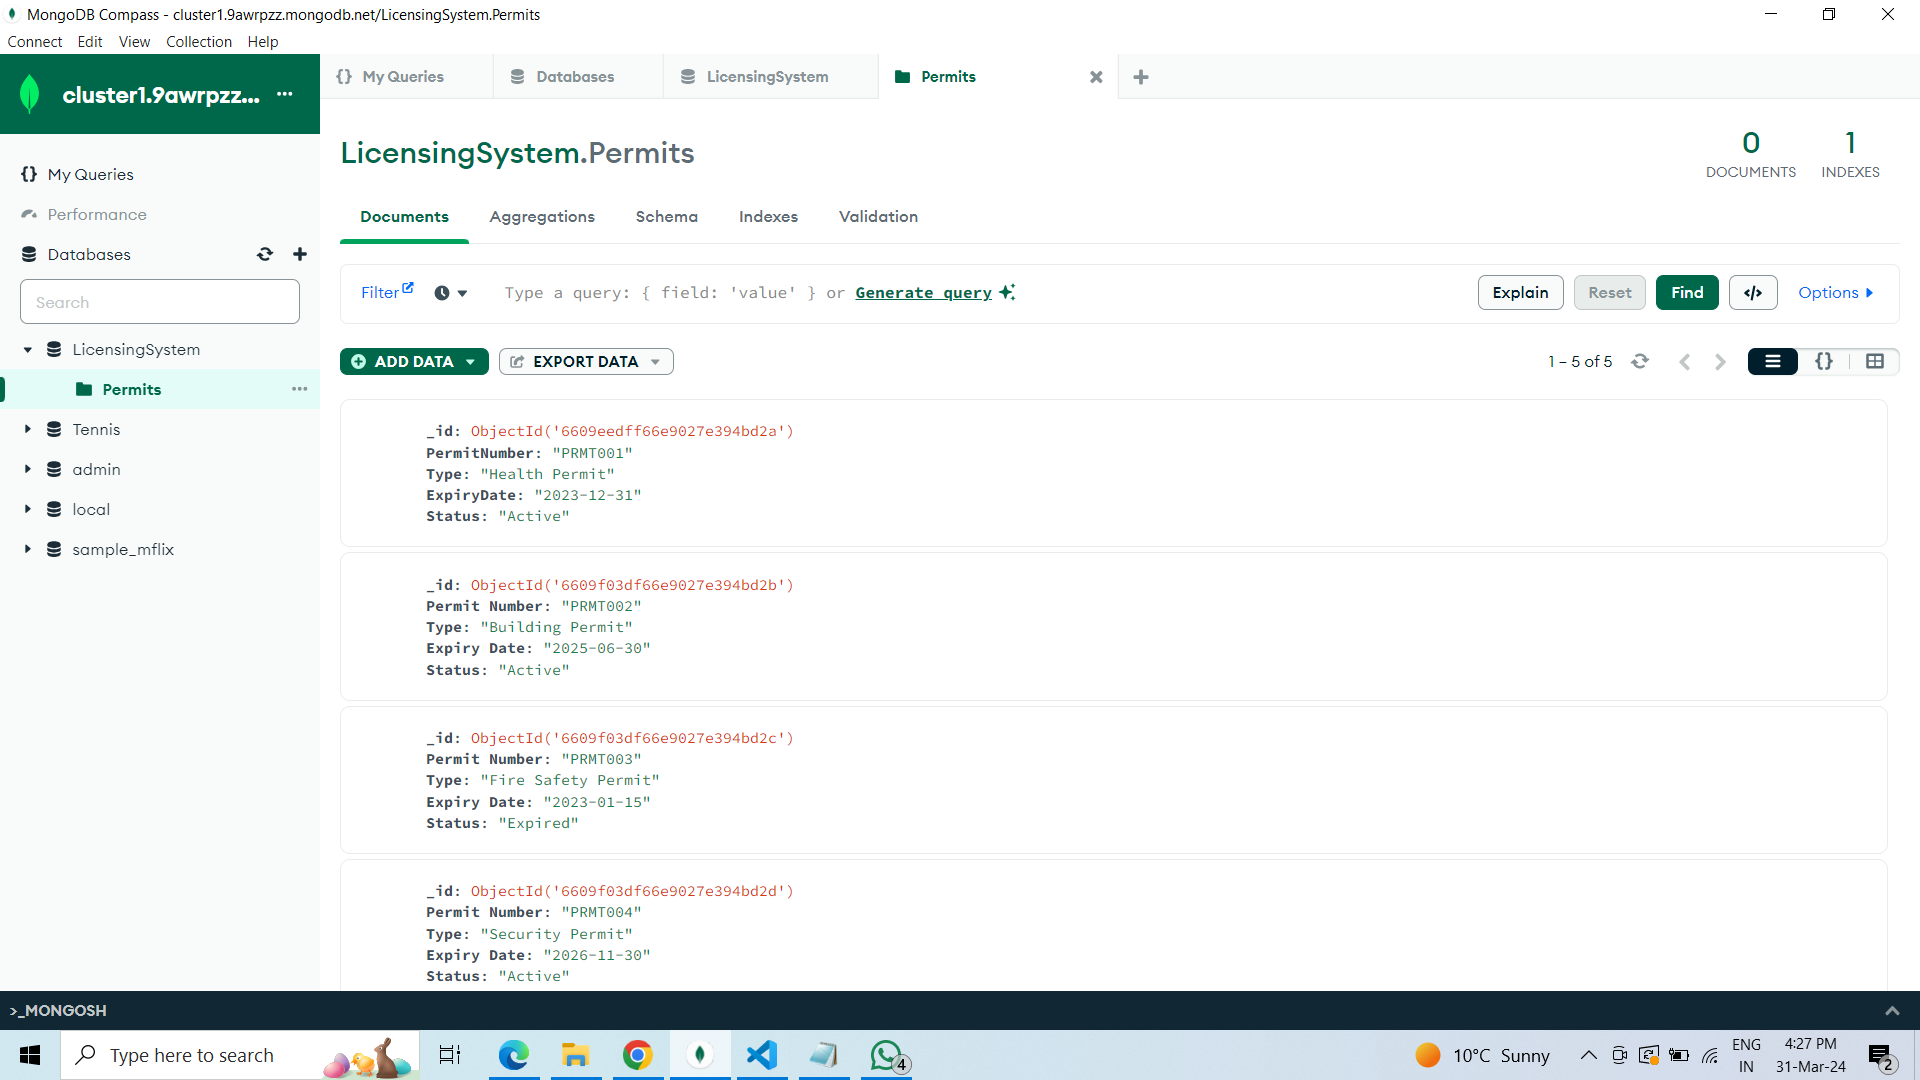 MongoDB Compass - cluster1.9awrpzz.mongodb.net/LicensingSystem.Permits
Connect Edit View Collection Help
cluster1.9awrpzz... ...
My Queries
Databases
LicensingSystem
Permits
My Queries
Performance
Databases
Search
LicensingSystem
Permits
Tennis
admin
local
sample_mflix
LicensingSystem.Permits
0
DOCUMENTS
1
INDEXES
Documents Aggregations Schema Indexes Validation
Filter Type a query: { field: 'value' } or Generate query Explain Reset Find </> Options
ADD DATA EXPORT DATA 1 – 5 of 5 {}
_id: ObjectId('6609eedff66e9027e394bd2a')
PermitNumber: "PRMT001"
Type: "Health Permit"
ExpiryDate: "2023-12-31"
Status: "Active"
_id: ObjectId('6609f03df66e9027e394bd2b')
Permit Number: "PRMT002"
Type: "Building Permit"
Expiry Date: "2025-06-30"
Status: "Active"
_id: ObjectId('6609f03df66e9027e394bd2c')
Permit Number: "PRMT003"
Type: "Fire Safety Permit"
Expiry Date: "2023-01-15"
Status: "Expired"
_id: ObjectId('6609f03df66e9027e394bd2d')
Permit Number: "PRMT004"
Type: "Security Permit"
Expiry Date: "2026-11-30"
Status: "Active"
>_MONGOSH
Type here to search
4
10°C Sunny
ENG
IN
4:27 PM
31-Mar-24
2